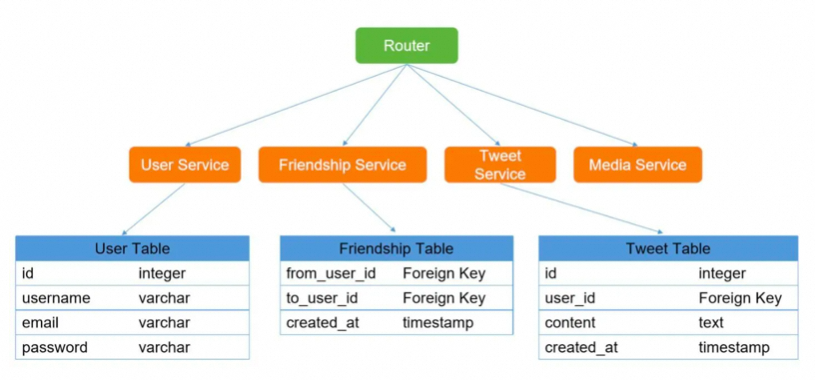 Router
User Service
Friendship Service
Tweet
Service
Media Service
User Table
id integer
username varchar
email varchar
password varchar
Friendship Table
from_user_id Foreign Key
to_user_id Foreign Key
created_at timestamp
Tweet Table
id integer
user_id Foreign Key
content text
created_at timestamp